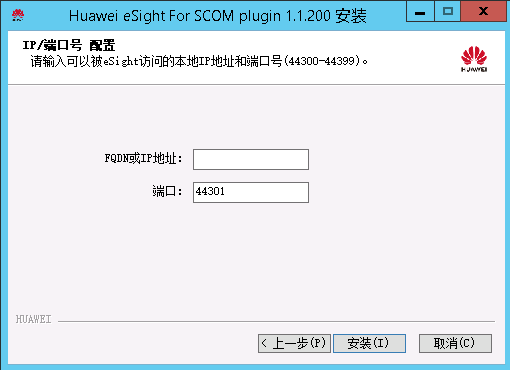 Huawei eSight For SCOM plugin 1.1.200 安装
IP/端口号 配置
请输入可以被eSight访问的本地IP地址和端口号(44300-44399)。
HUAWEI
FQDN或IP地址:
端口: 44301
HUAWEI
< 上一步(P) 安装(I) 取消(C)